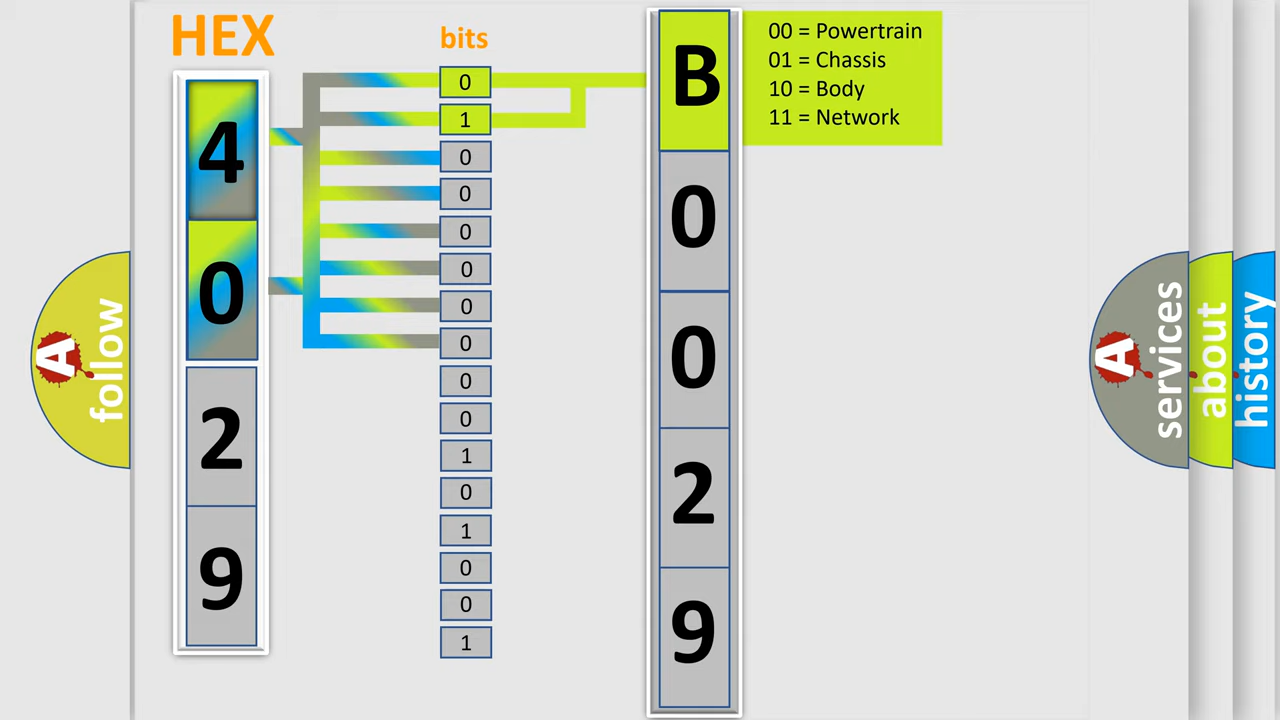 HEX
bits
4
0
2
9
0
1
0
0
0
0
0
0
0
0
1
0
1
0
0
1
B
0
0
2
9
00 = Powertrain
01 = Chassis
10 = Body
11 = Network
A
follow
A
services
about
history